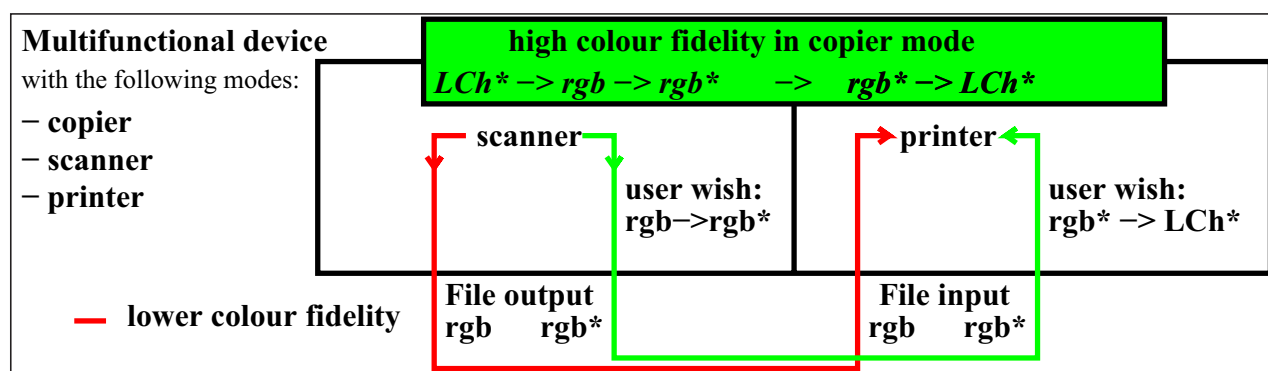 Multifunctional device
with the following modes:
− copier
− scanner
− printer
high colour fidelity in copier mode
LCh* −> rgb −> rgb* −> rgb* −> LCh*
scanner
printer
user wish:
rgb−>rgb*
user wish:
rgb* −> LCh*
File output
rgb rgb*
File input
rgb rgb*
lower colour fidelity